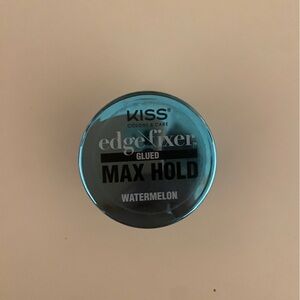 KISS®
COLORS & CARE
edge fixer
GLUED
MAX HOLD
WATERMELON